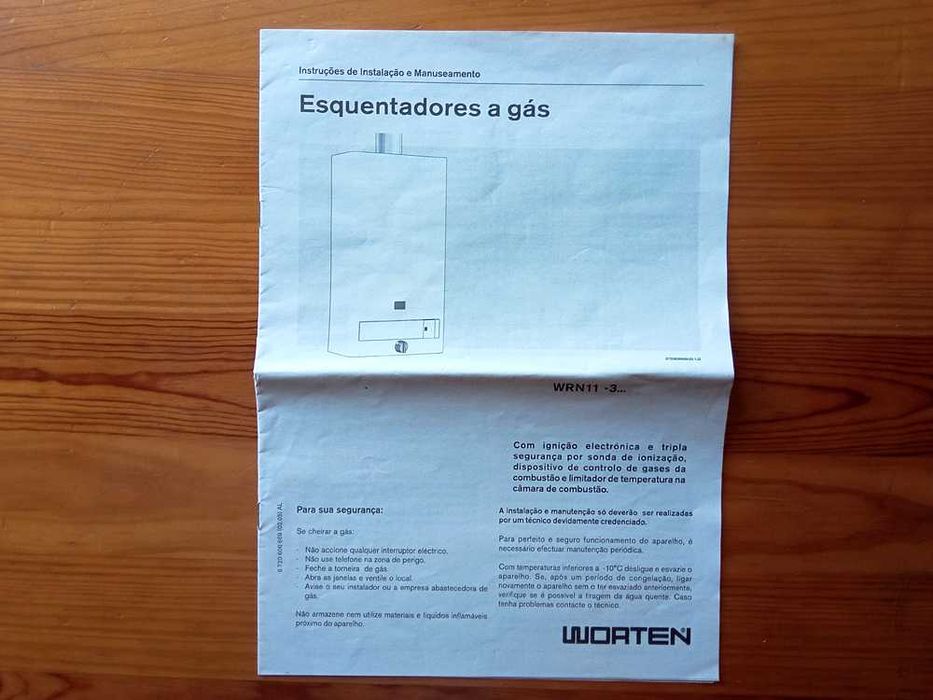 Instruções de Instalação e Manuseamento
Esquentadores a gás
WRN11 -3...
Com ignição electrónica e tripla
segurança por sonda de ionização,
dispositivo de controlo de gases da
combustão e limitador de temperatura na
câmara de combustão.
Para sua segurança:
Se cheirar a gás:
- Não accione qualquer interruptor eléctrico.
- Não use telefone na zona de perigo.
- Feche a torneira de gás.
- Abra as janelas e ventile o local.
- Avise o seu instalador ou a empresa abastecedora de
gás.
Não armazene nem utilize materiais e líquidos inflamáveis
próximo do aparelho.
A instalação e manutenção só deverão ser realizadas
por um técnico devidamente credenciado.
Para perfeito e seguro funcionamento do aparelho, é
necessário efectuar manutenção periódica.
Com temperaturas inferiores a -10°C desligue e esvazie o
aparelho. Se, após um período de congelação, ligar
novamente o aparelho sem o ter esvaziado anteriormente,
verifique se é possível a tiragem da água quente. Caso
tenha problemas contacte o técnico.
WORTEN